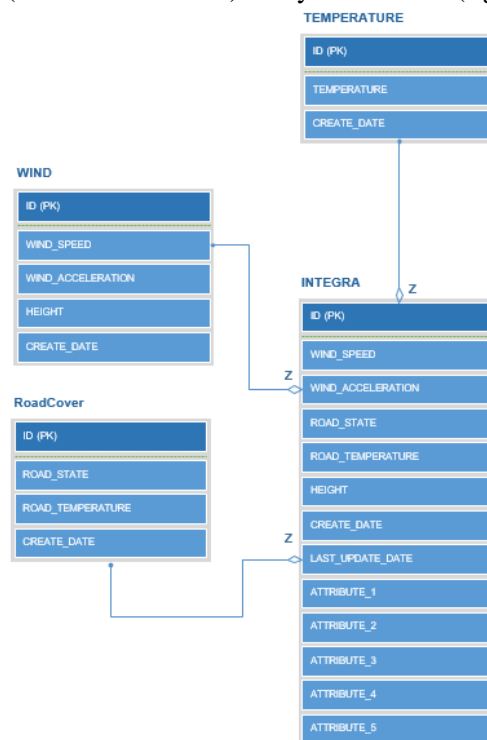 TEMPERATURE
ID (PK)
TEMPERATURE
CREATE_DATE
WIND
ID (PK)
WIND_SPEED
WIND_ACCELERATION
HEIGHT
CREATE_DATE
RoadCover
ID (PK)
ROAD_STATE
ROAD_TEMPERATURE
CREATE_DATE
INTEGRA
Z
ID (PK)
WIND_SPEED
Z
WIND_ACCELERATION
ROAD_STATE
ROAD_TEMPERATURE
HEIGHT
CREATE_DATE
Z
LAST_UPDATE_DATE
ATTRIBUTE_1
ATTRIBUTE_2
ATTRIBUTE_3
ATTRIBUTE_4
ATTRIBUTE_5